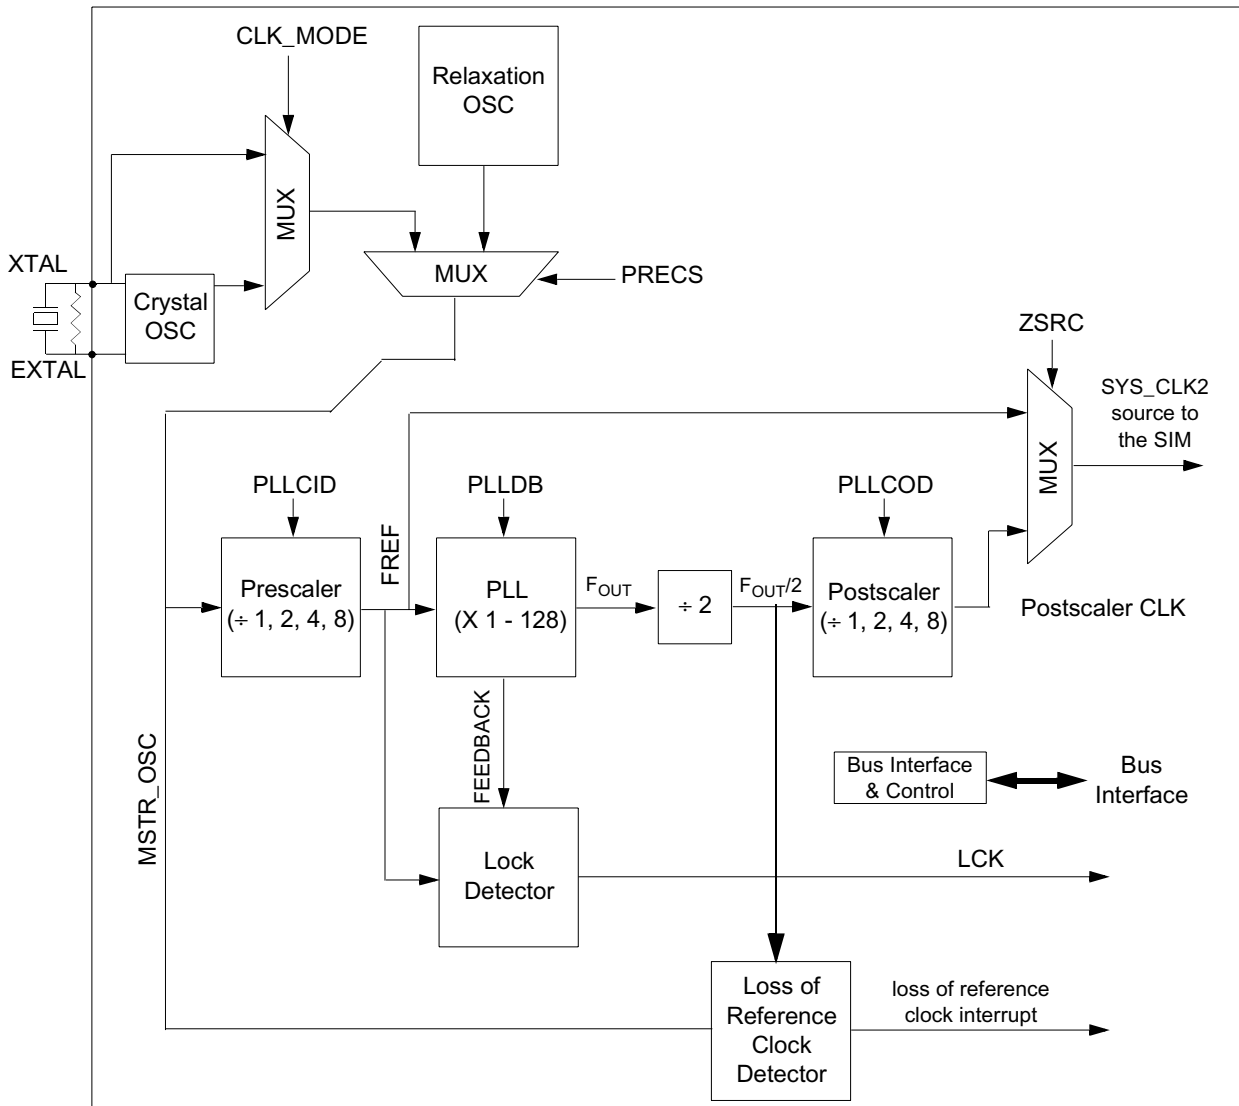 CLK_MODE
Relaxation
OSC
MUX
XTAL
MUX
PRECS
Crystal
OSC
EXTAL
ZSRC
SYS_CLK2
source to
the SIM
MUX
PLLCID
PLLDB
PLLCOD
FREF
Prescaler
(÷ 1, 2, 4, 8)
PLL
(X 1 - 128)
FOUT
÷ 2
FOUT/2
Postscaler
(÷ 1, 2, 4, 8)
Postscaler CLK
FEEDBACK
MSTR_OSC
Bus Interface
& Control
Bus
Interface
Lock
Detector
LCK
Loss of
Reference
Clock
Detector
loss of reference
clock interrupt